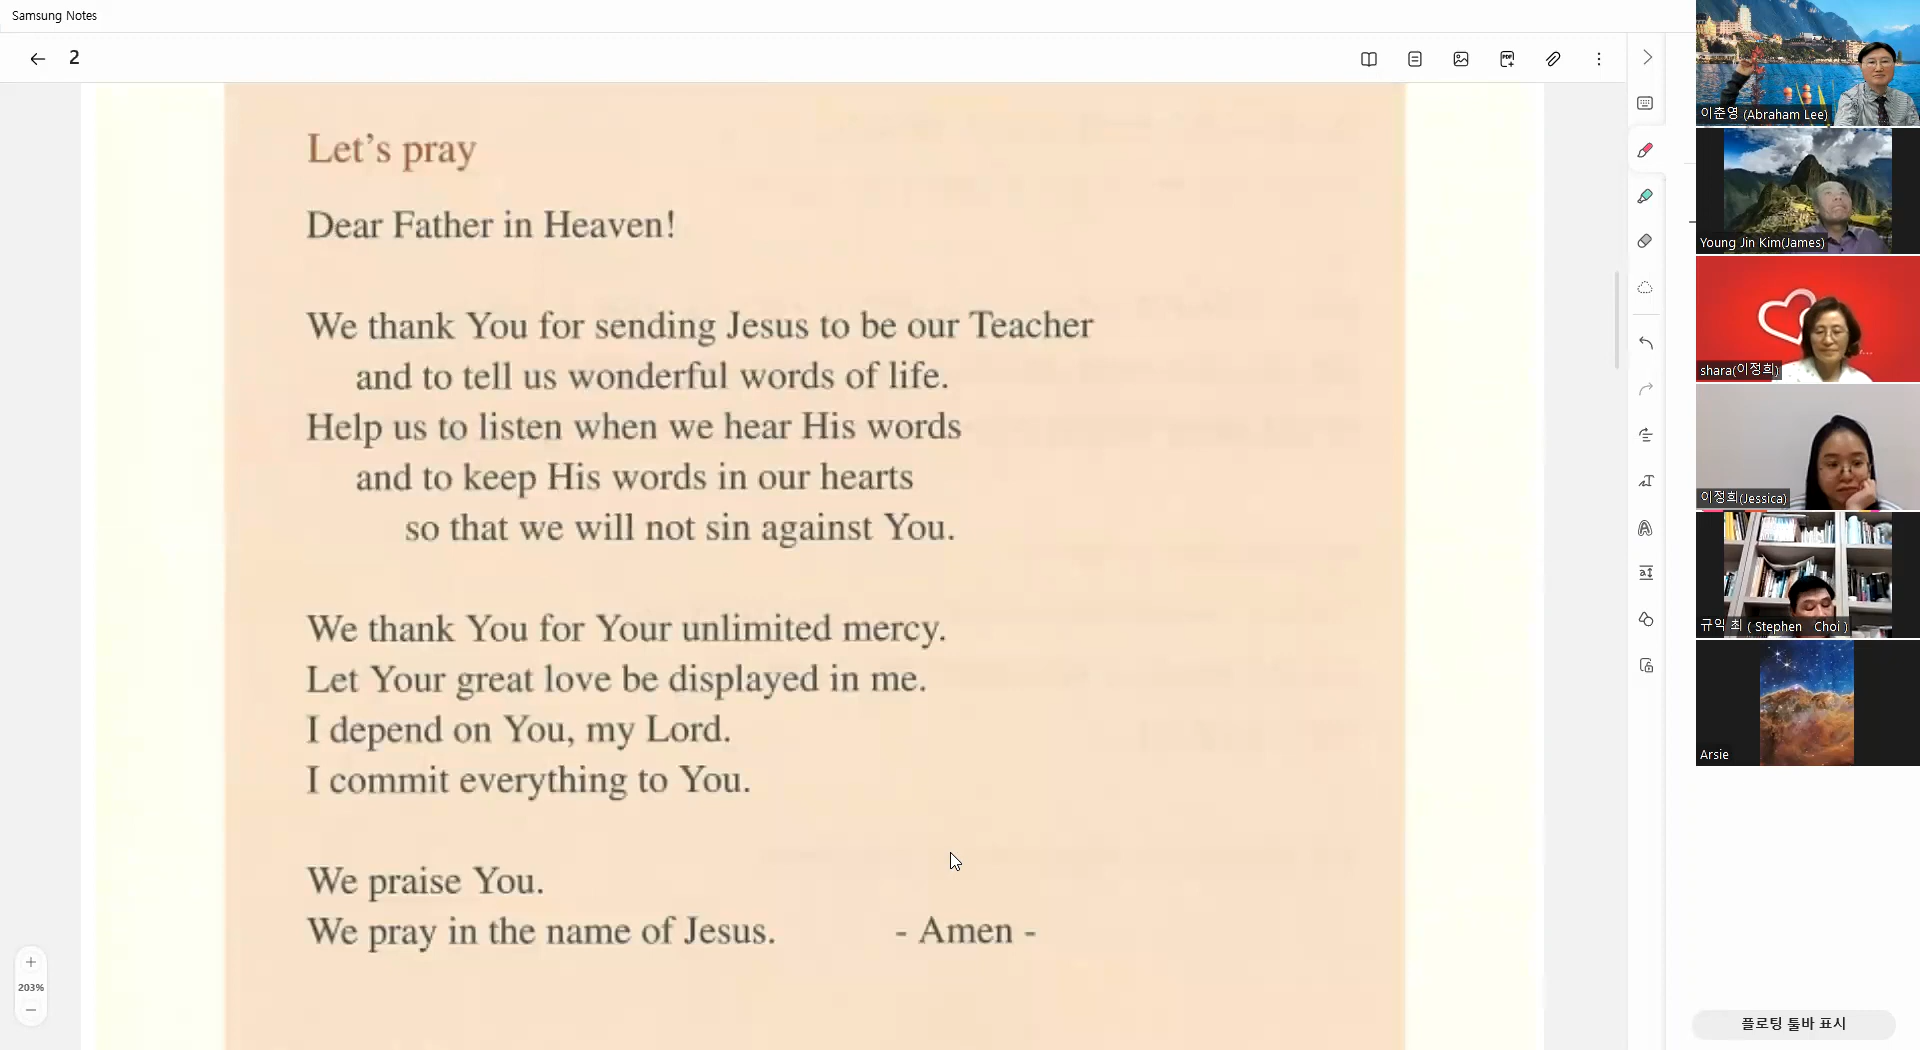 Samsung Notes
2
Let's pray
Dear Father in Heaven!
We thank You for sending Jesus to be our Teacher
and to tell us wonderful words of life.
Help us to listen when we hear His words
and to keep His words in our hearts
so that we will not sin against You.
We thank You for Your unlimited mercy.
Let Your great love be displayed in me.
I depend on You, my Lord.
I commit everything to You.
We praise You.
We pray in the name of Jesus. - Amen -
203%
이춘영 (Abraham Lee)
Young Jin Kim(James)
shara(이정희)
이정희(Jessica)
규익 최 ( Stephen Choi )
Arsie
플로팅 툴바 표시